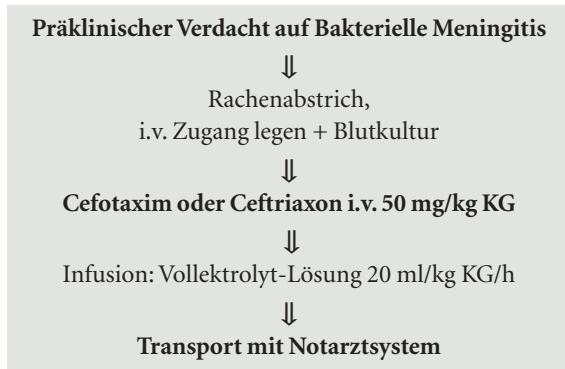 Präklinischer Verdacht auf Bakterielle Meningitis
⇓
Rachenabstrich,
i.v. Zugang legen + Blutkultur
⇓
Cefotaxim oder Ceftriaxon i.v. 50 mg/kg KG
⇓
Infusion: Vollektrolyt-Lösung 20 ml/kg KG/h
⇓
Transport mit Notarztsystem